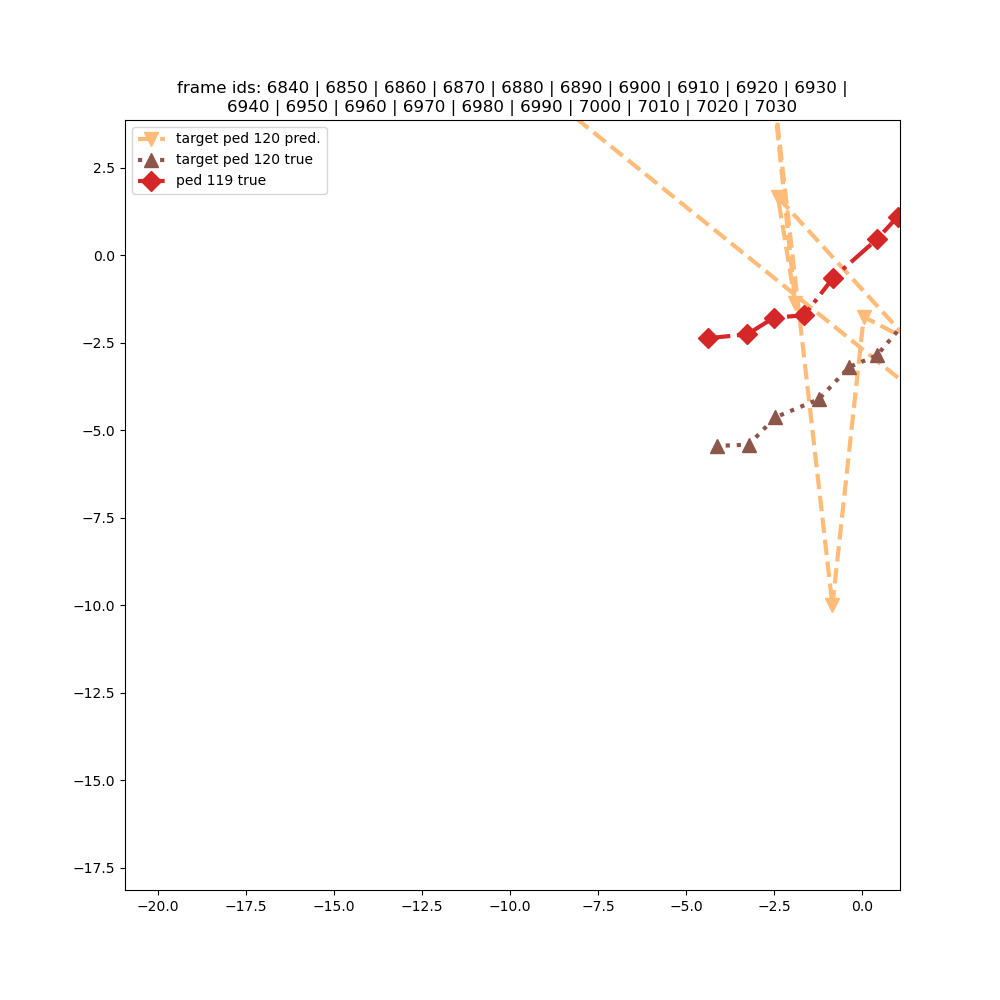 frame ids: 6840 | 6850 | 6860 | 6870 | 6880 | 6890 | 6900 | 6910 | 6920 | 6930 |
6940 | 6950 | 6960 | 6970 | 6980 | 6990 | 7000 | 7010 | 7020 | 7030
target ped 120 pred.
target ped 120 true
ped 119 true
2.5
0.0
−2.5
−5.0
−7.5
−10.0
−12.5
−15.0
−17.5
−20.0 −17.5 −15.0 −12.5 −10.0 −7.5 −5.0 −2.5 0.0